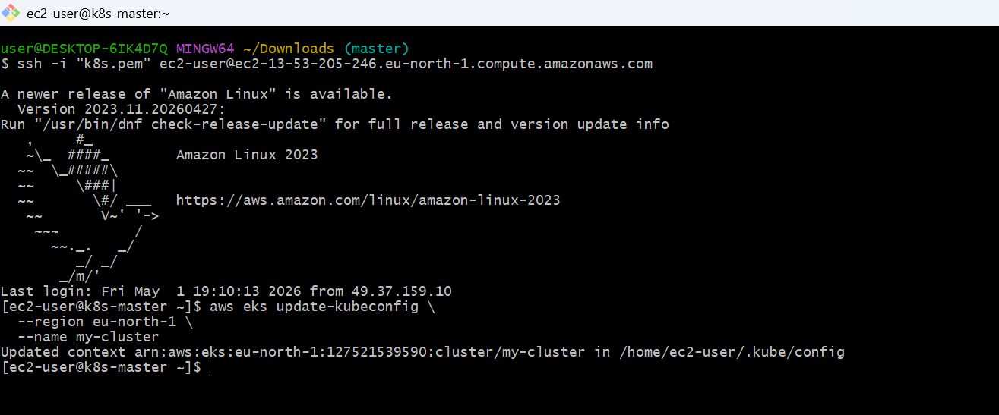 ec2-user@k8s-master:~
user@DESKTOP-6IK4D7Q MINGW64 ~/Downloads (master)
$ ssh -i "k8s.pem" ec2-user@ec2-13-53-205-246.eu-north-1.compute.amazonaws.com
A newer release of "Amazon Linux" is available.
  Version 2023.11.20260427:
Run "/usr/bin/dnf check-release-update" for full release and version update info
   ,     #_
   ~\_  ####_        Amazon Linux 2023
  ~~  \_#####\
  ~~     \###|
  ~~       \#/ ___   https://aws.amazon.com/linux/amazon-linux-2023
   ~~       V~' '->
    ~~~         /
      ~~._.   _/
         _/ _/
       _/m/'
Last login: Fri May  1 19:10:13 2026 from 49.37.159.10
[ec2-user@k8s-master ~]$ aws eks update-kubeconfig \
  --region eu-north-1 \
  --name my-cluster
Updated context arn:aws:eks:eu-north-1:127521539590:cluster/my-cluster in /home/ec2-user/.kube/config
[ec2-user@k8s-master ~]$